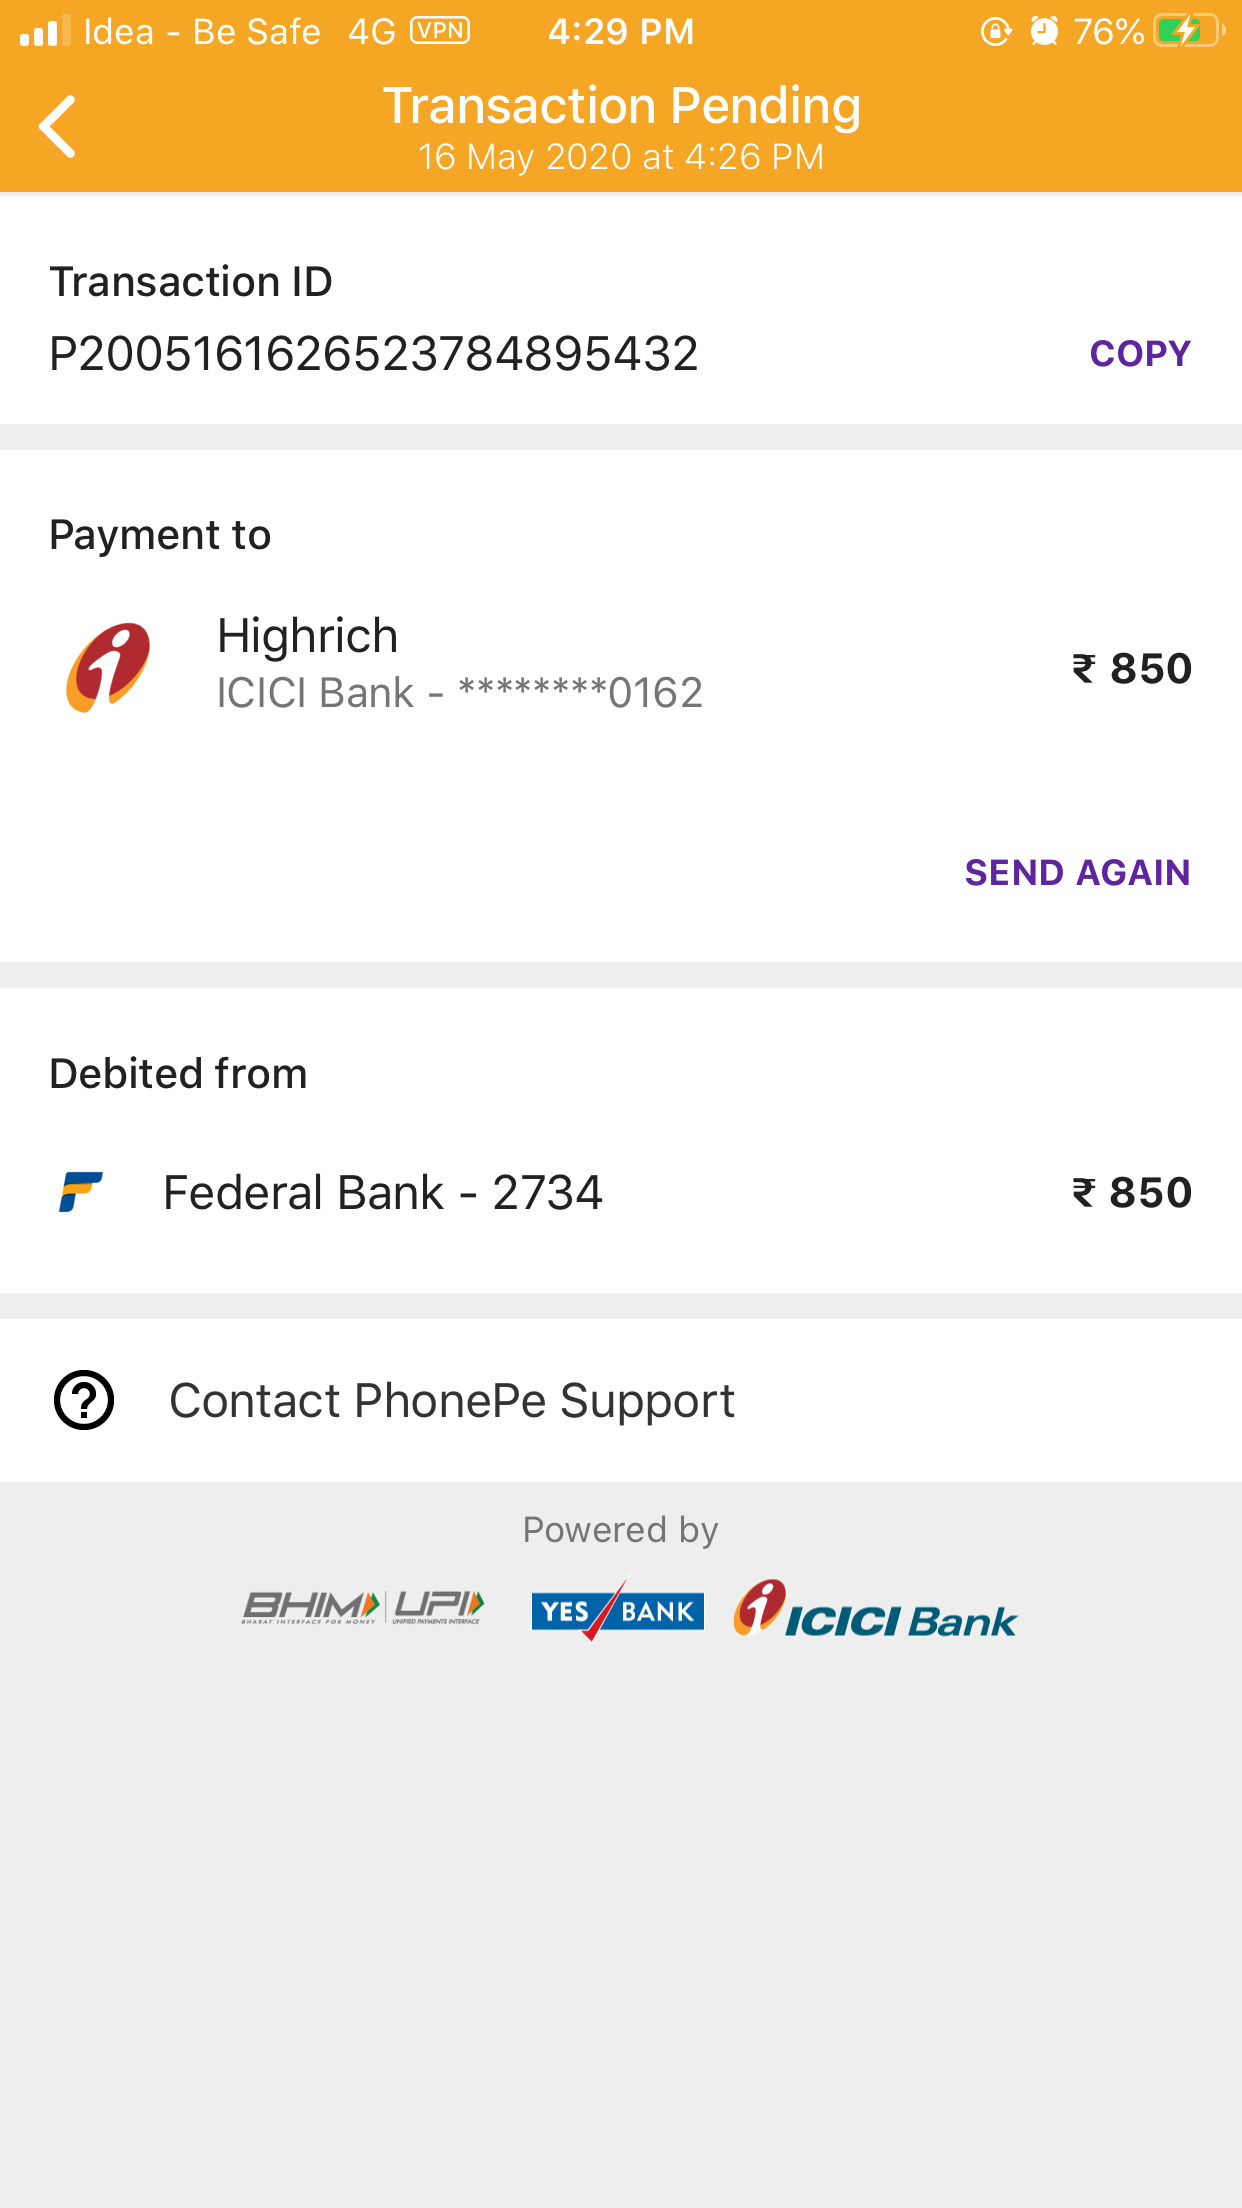 Idea - Be Safe 4G VPN 4:29 PM 76%
Transaction Pending
16 May 2020 at 4:26 PM
Transaction ID
P2005161626523784895432 COPY
Payment to
Highrich
ICICI Bank - ********0162
₹ 850
SEND AGAIN
Debited from
Federal Bank - 2734 ₹ 850
Contact PhonePe Support
Powered by
BHIM UPI YES BANK ICICI Bank
BHARAT INTERFACE FOR MONEY UNIFIED PAYMENTS INTERFACE